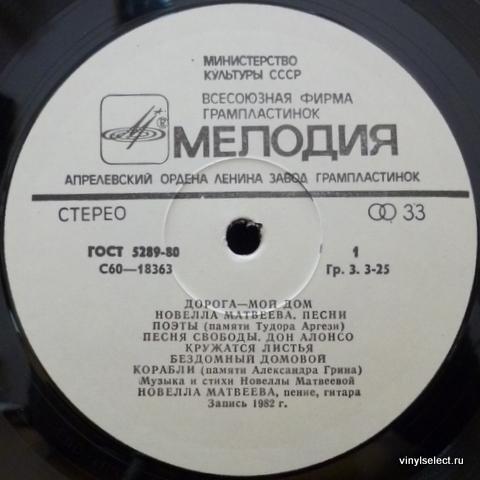 МИНИСТЕРСТВО
КУЛЬТУРЫ СССР
ВСЕСОЮЗНАЯ ФИРМА
ГРАМПЛАСТИНОК
® МЕЛОДИЯ
АПРЕЛЕВСКИЙ ОРДЕНА ЛЕНИНА ЗАВОД ГРАМПЛАСТИНОК
СТЕРЕО 33
ГОСТ 5289-80 1
С60—18363 Гр. 3. 3-25
ДОРОГА—МОЙ ДОМ
НОВЕЛЛА МАТВЕЕВА. ПЕСНИ
ПОЭТЫ (памяти Тудора Аргези)
ПЕСНЯ СВОБОДЫ. ДОН АЛОНСО
КРУЖАТСЯ ЛИСТЬЯ
БЕЗДОМНЫЙ ДОМОВОЙ
КОРАБЛИ (памяти Александра Грина)
Музыка и стихи Новеллы Матвеевой
НОВЕЛЛА МАТВЕЕВА, пение, гитара
Запись 1982 г.
vinylselect.ru